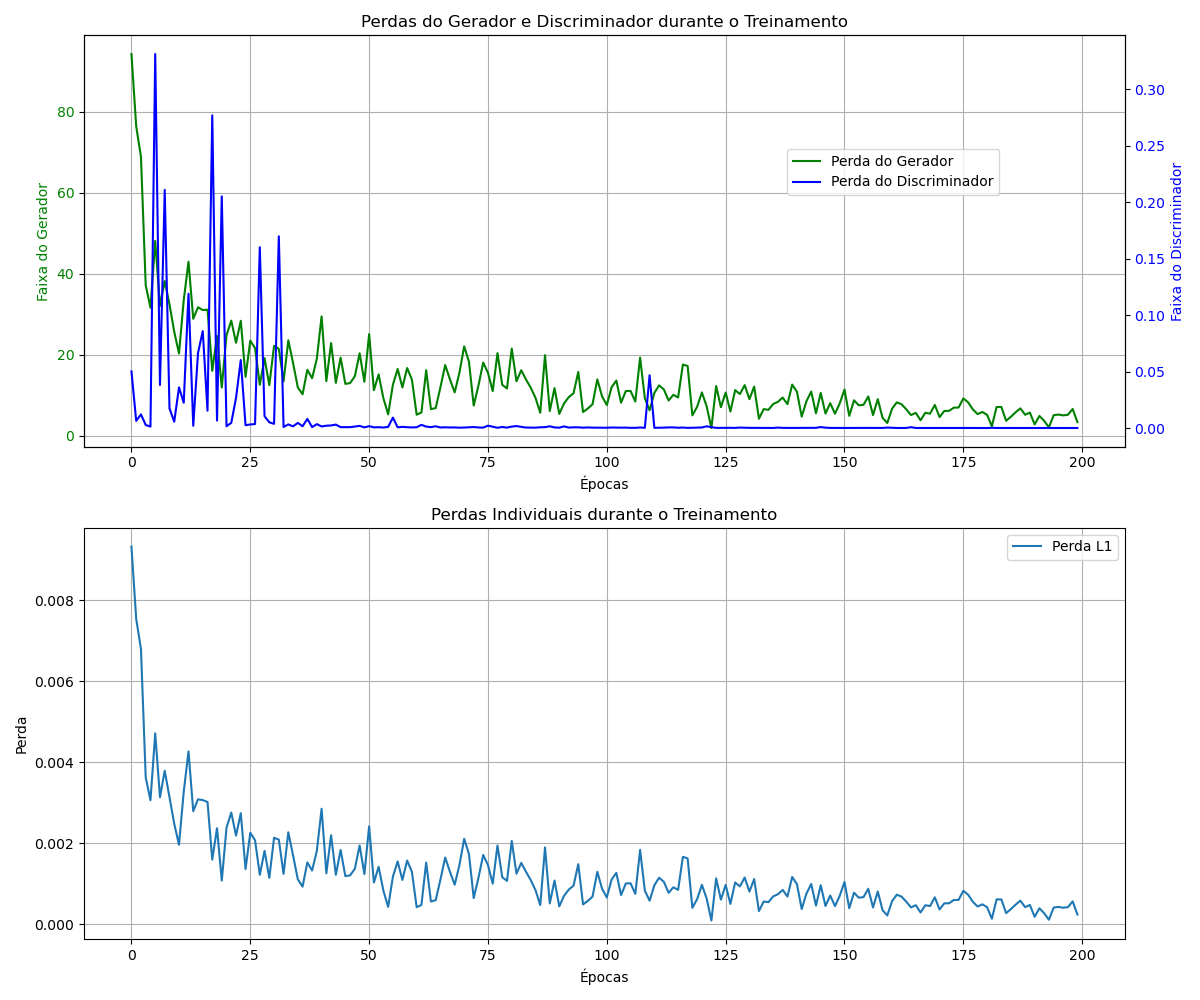 Perdas do Gerador e Discriminador durante o Treinamento
Faixa do Gerador
80
60
40
20
0
0.30
0.25
0.20
0.15
0.10
0.05
0.00
Faixa do Discriminador
Perda do Gerador
Perda do Discriminador
0 25 50 75 100 125 150 175 200
Épocas
Perdas Individuais durante o Treinamento
Perda
0.008
0.006
0.004
0.002
0.000
Perda L1
0 25 50 75 100 125 150 175 200
Épocas